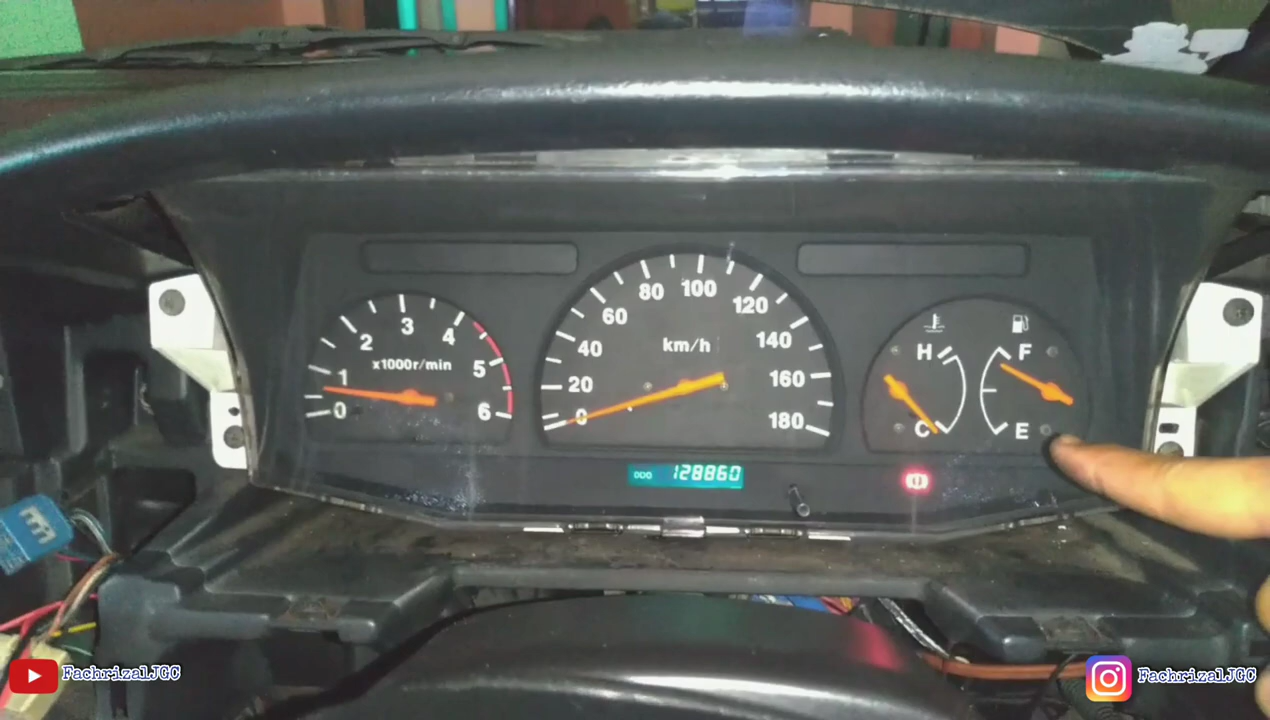 80 100
60 120
40 km/h 140
20 160
0 180
3
2 4
x1000r/min
1 5
0 6
H F
C E
ODO 128860
FachrizalJGC
FachrizalJGC